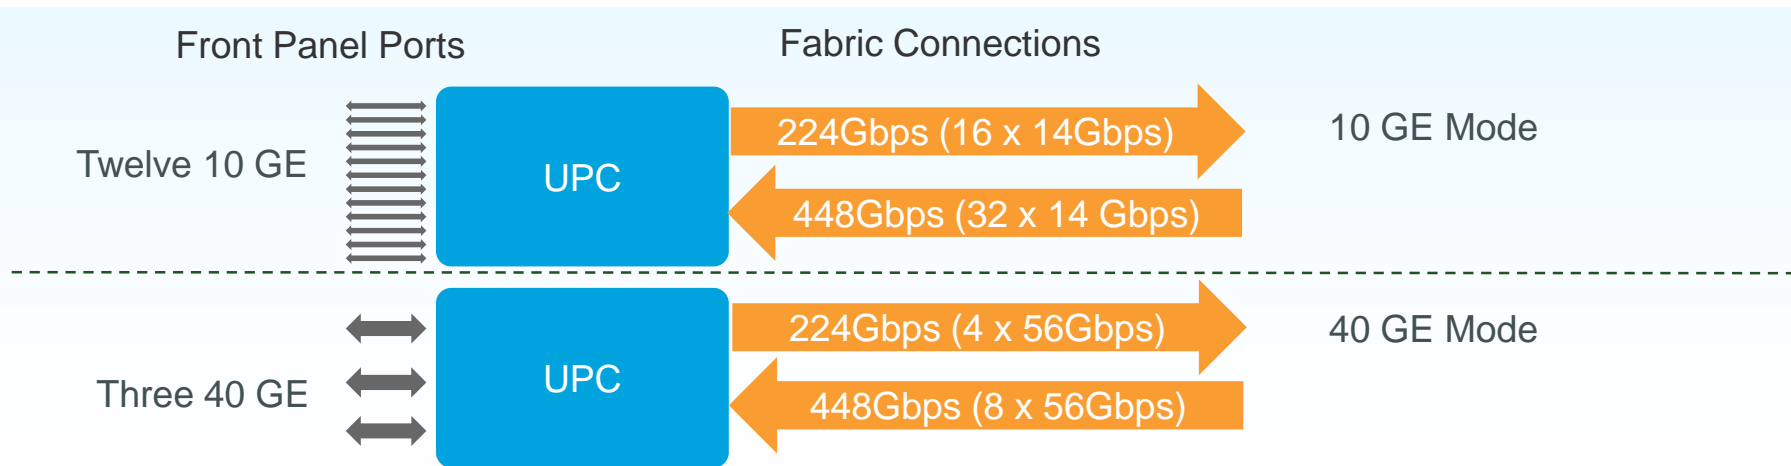 Front Panel Ports
Fabric Connections
Twelve 10 GE
UPC
224Gbps (16 x 14Gbps)
448Gbps (32 x 14 Gbps)
10 GE Mode
Three 40 GE
UPC
224Gbps (4 x 56Gbps)
448Gbps (8 x 56Gbps)
40 GE Mode